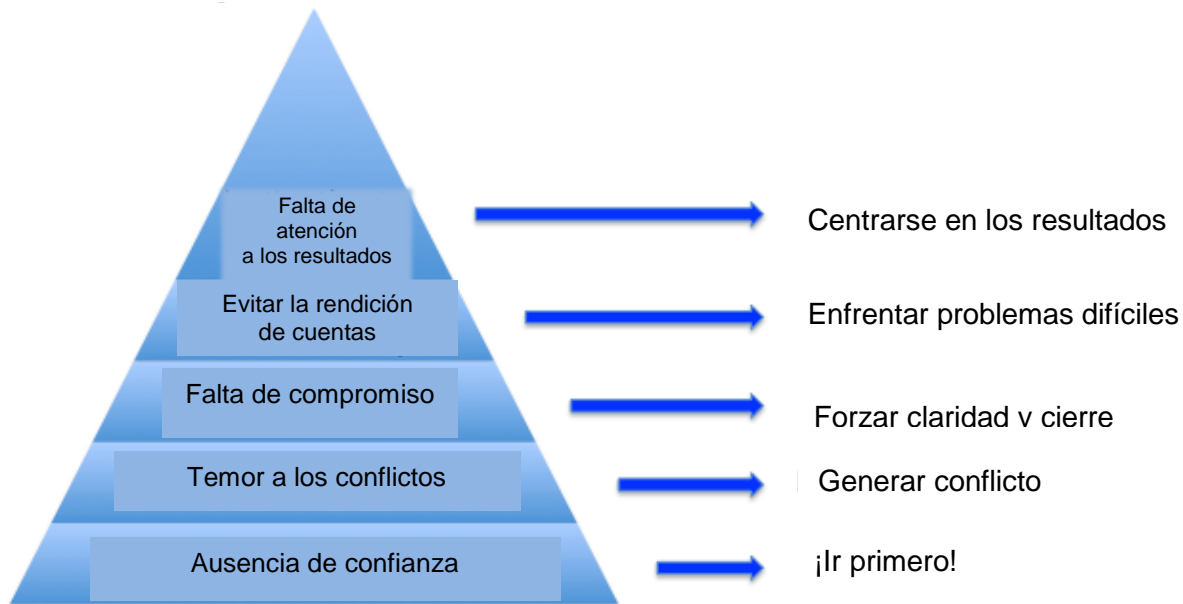 Falta de
atención
a los resultados
Centrarse en los resultados
Evitar la rendición
de cuentas
Enfrentar problemas difíciles
Falta de compromiso
Forzar claridad v cierre
Temor a los conflictos
Generar conflicto
Ausencia de confianza
¡Ir primero!